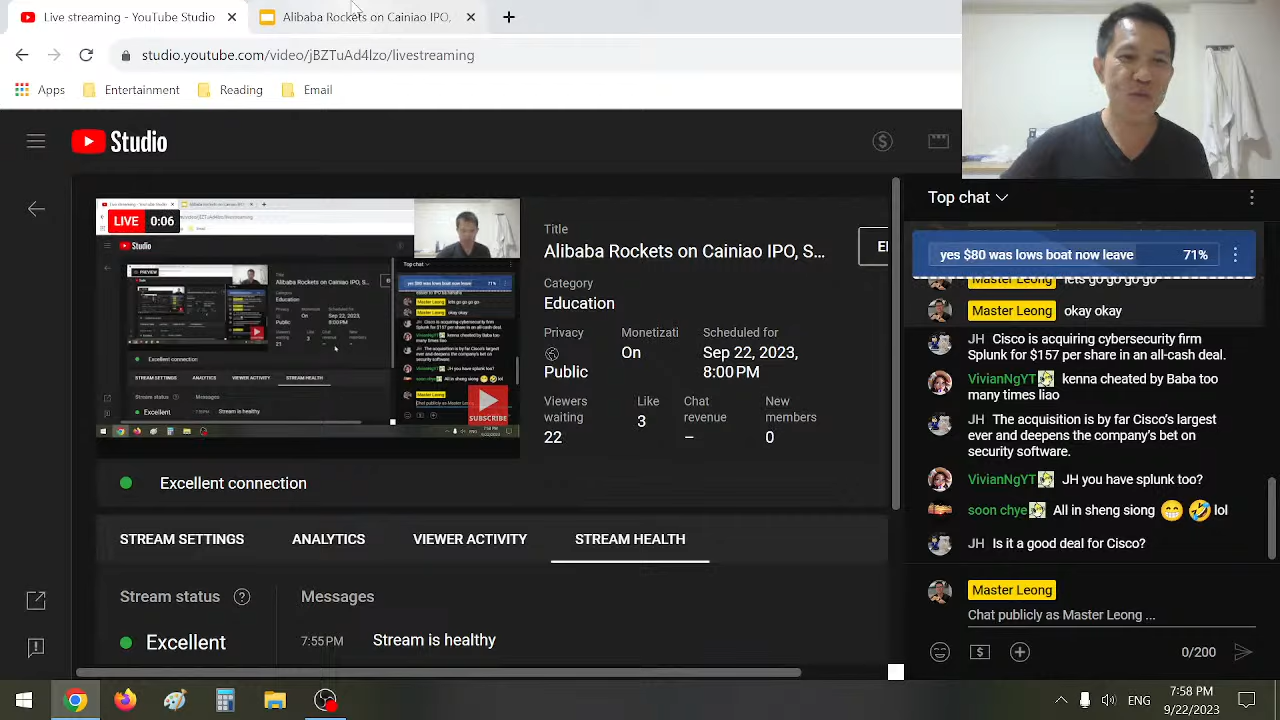 Live streaming - YouTube Studio
Alibaba Rockets on Cainiao IPO,
studio.youtube.com/video/jBZTuAd4lzo/livestreaming
Apps
Entertainment
Reading
Email
Studio
LIVE 0:06
SUBSCRIBE
Title
Alibaba Rockets on Cainiao IPO, S...
Category
Education
Privacy
Public
Monetizati
On
Scheduled for
Sep 22, 2023,
8:00 PM
Viewers
waiting
22
Like
3
Chat
revenue
–
New
members
0
Excellent connection
STREAM SETTINGS
ANALYTICS
VIEWER ACTIVITY
STREAM HEALTH
Stream status
Messages
Excellent
7:55 PM
Stream is healthy
Top chat
yes $80 was lows boat now leave 71%
Master Leong okay okay
JH Cisco is acquiring cybersecurity firm
Splunk for $157 per share in an all-cash deal.
VivianNgYT kenna cheater by Baba too
many times liao
JH The acquisition is by far Cisco's largest
ever and deepens the company's bet on
security software.
VivianNgYT JH you have splunk too?
soon chye All in sheng siong 😁 🤣 lol
JH Is it a good deal for Cisco?
Master Leong
Chat publicly as Master Leong ...
0/200
ENG
7:58 PM
9/22/2023